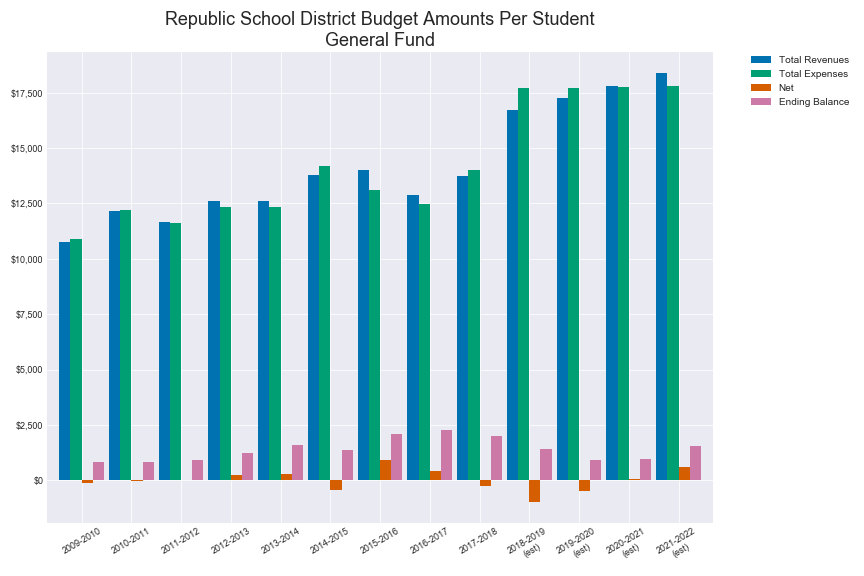 Republic School District Budget Amounts Per Student
General Fund
Total Revenues
Total Expenses
Net
Ending Balance
$17,500
$15,000
$12,500
$10,000
$7,500
$5,000
$2,500
$0
2009-2010
2010-2011
2011-2012
2012-2013
2013-2014
2014-2015
2015-2016
2016-2017
2017-2018
2018-2019
(est)
2019-2020
(est)
2020-2021
(est)
2021-2022
(est)